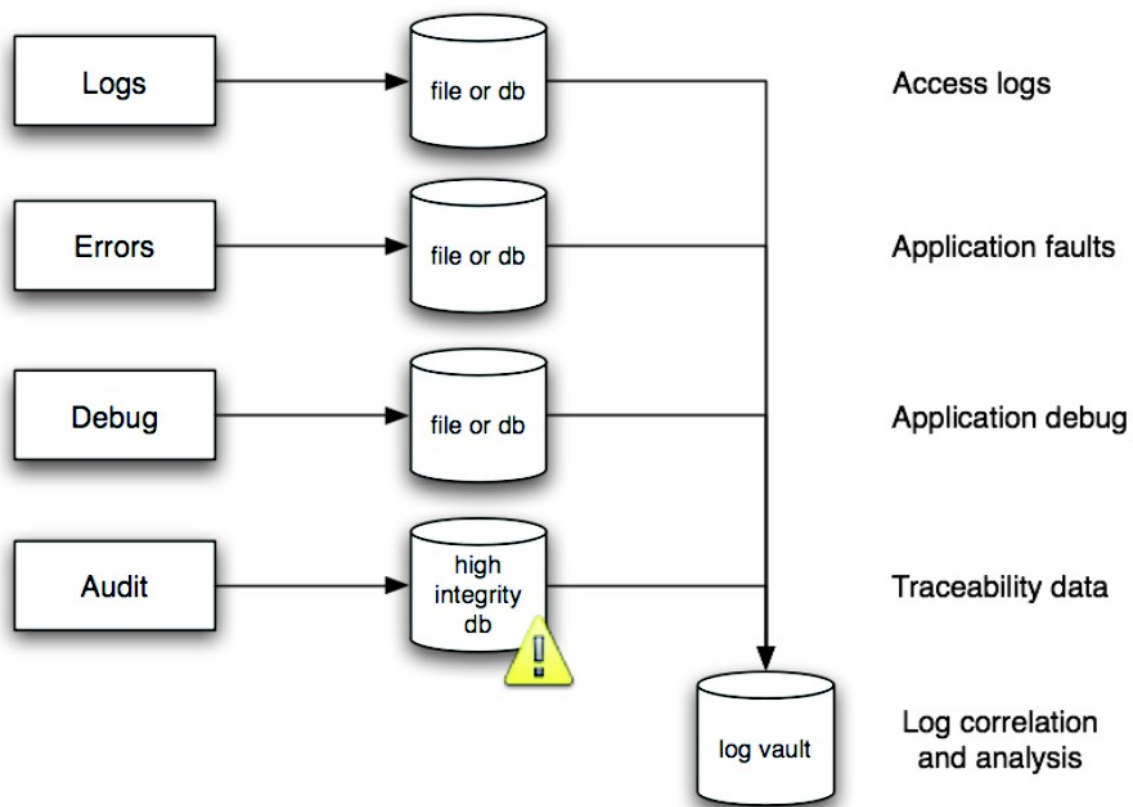 Logs
file or db
Access logs
Errors
file or db
Application faults
Debug
file or db
Application debug
Audit
high
integrity
db
Traceability data
log vault
Log correlation
and analysis